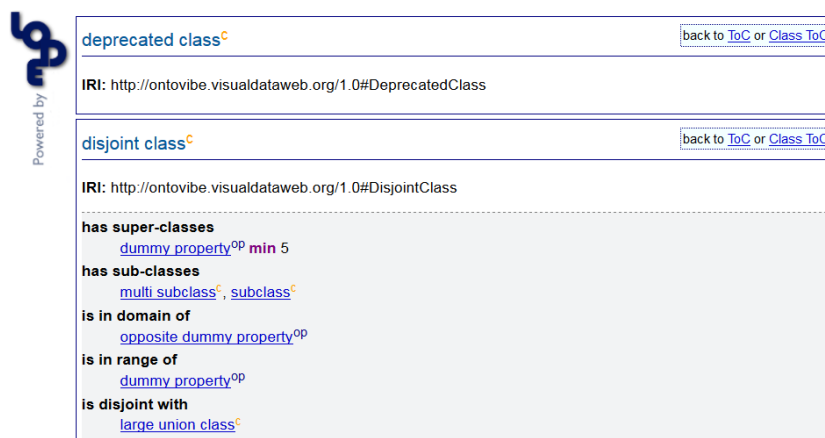 LODE
Powered by
deprecated classc
back to ToC or Class ToC
IRI: http://ontovibe.visualdataweb.org/1.0#DeprecatedClass
disjoint classc
back to ToC or Class ToC
IRI: http://ontovibe.visualdataweb.org/1.0#DisjointClass
has super-classes
dummy propertyop min 5
has sub-classes
multi subclassc, subclassc
is in domain of
opposite dummy propertyop
is in range of
dummy propertyop
is disjoint with
large union classc